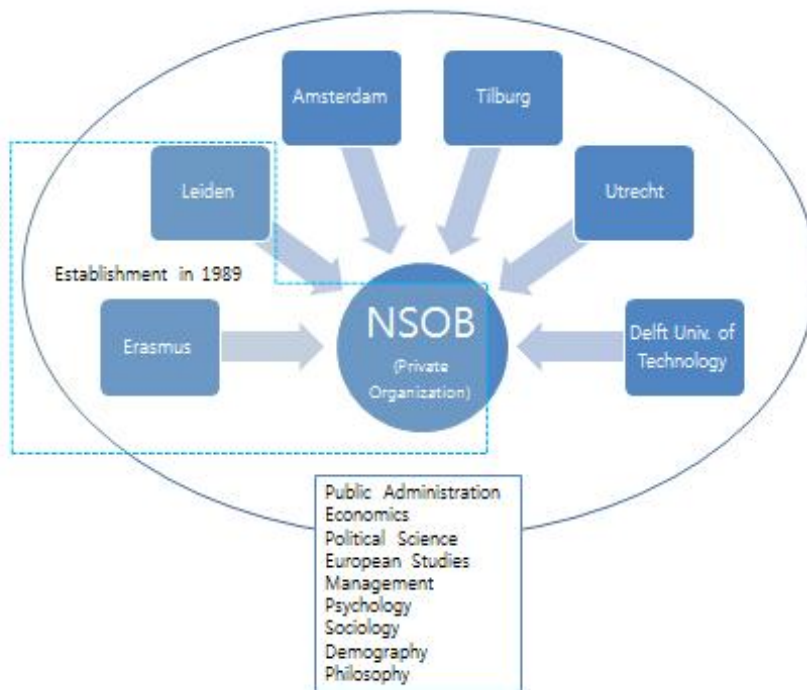 Amsterdam
Tilburg
Leiden
Utrecht
Establishment in 1989
Erasmus
NSOB
(Private
Organization)
Delft Univ. of
Technology
Public Administration
Economics
Political Science
European Studies
Management
Psychology
Sociology
Demography
Philosophy